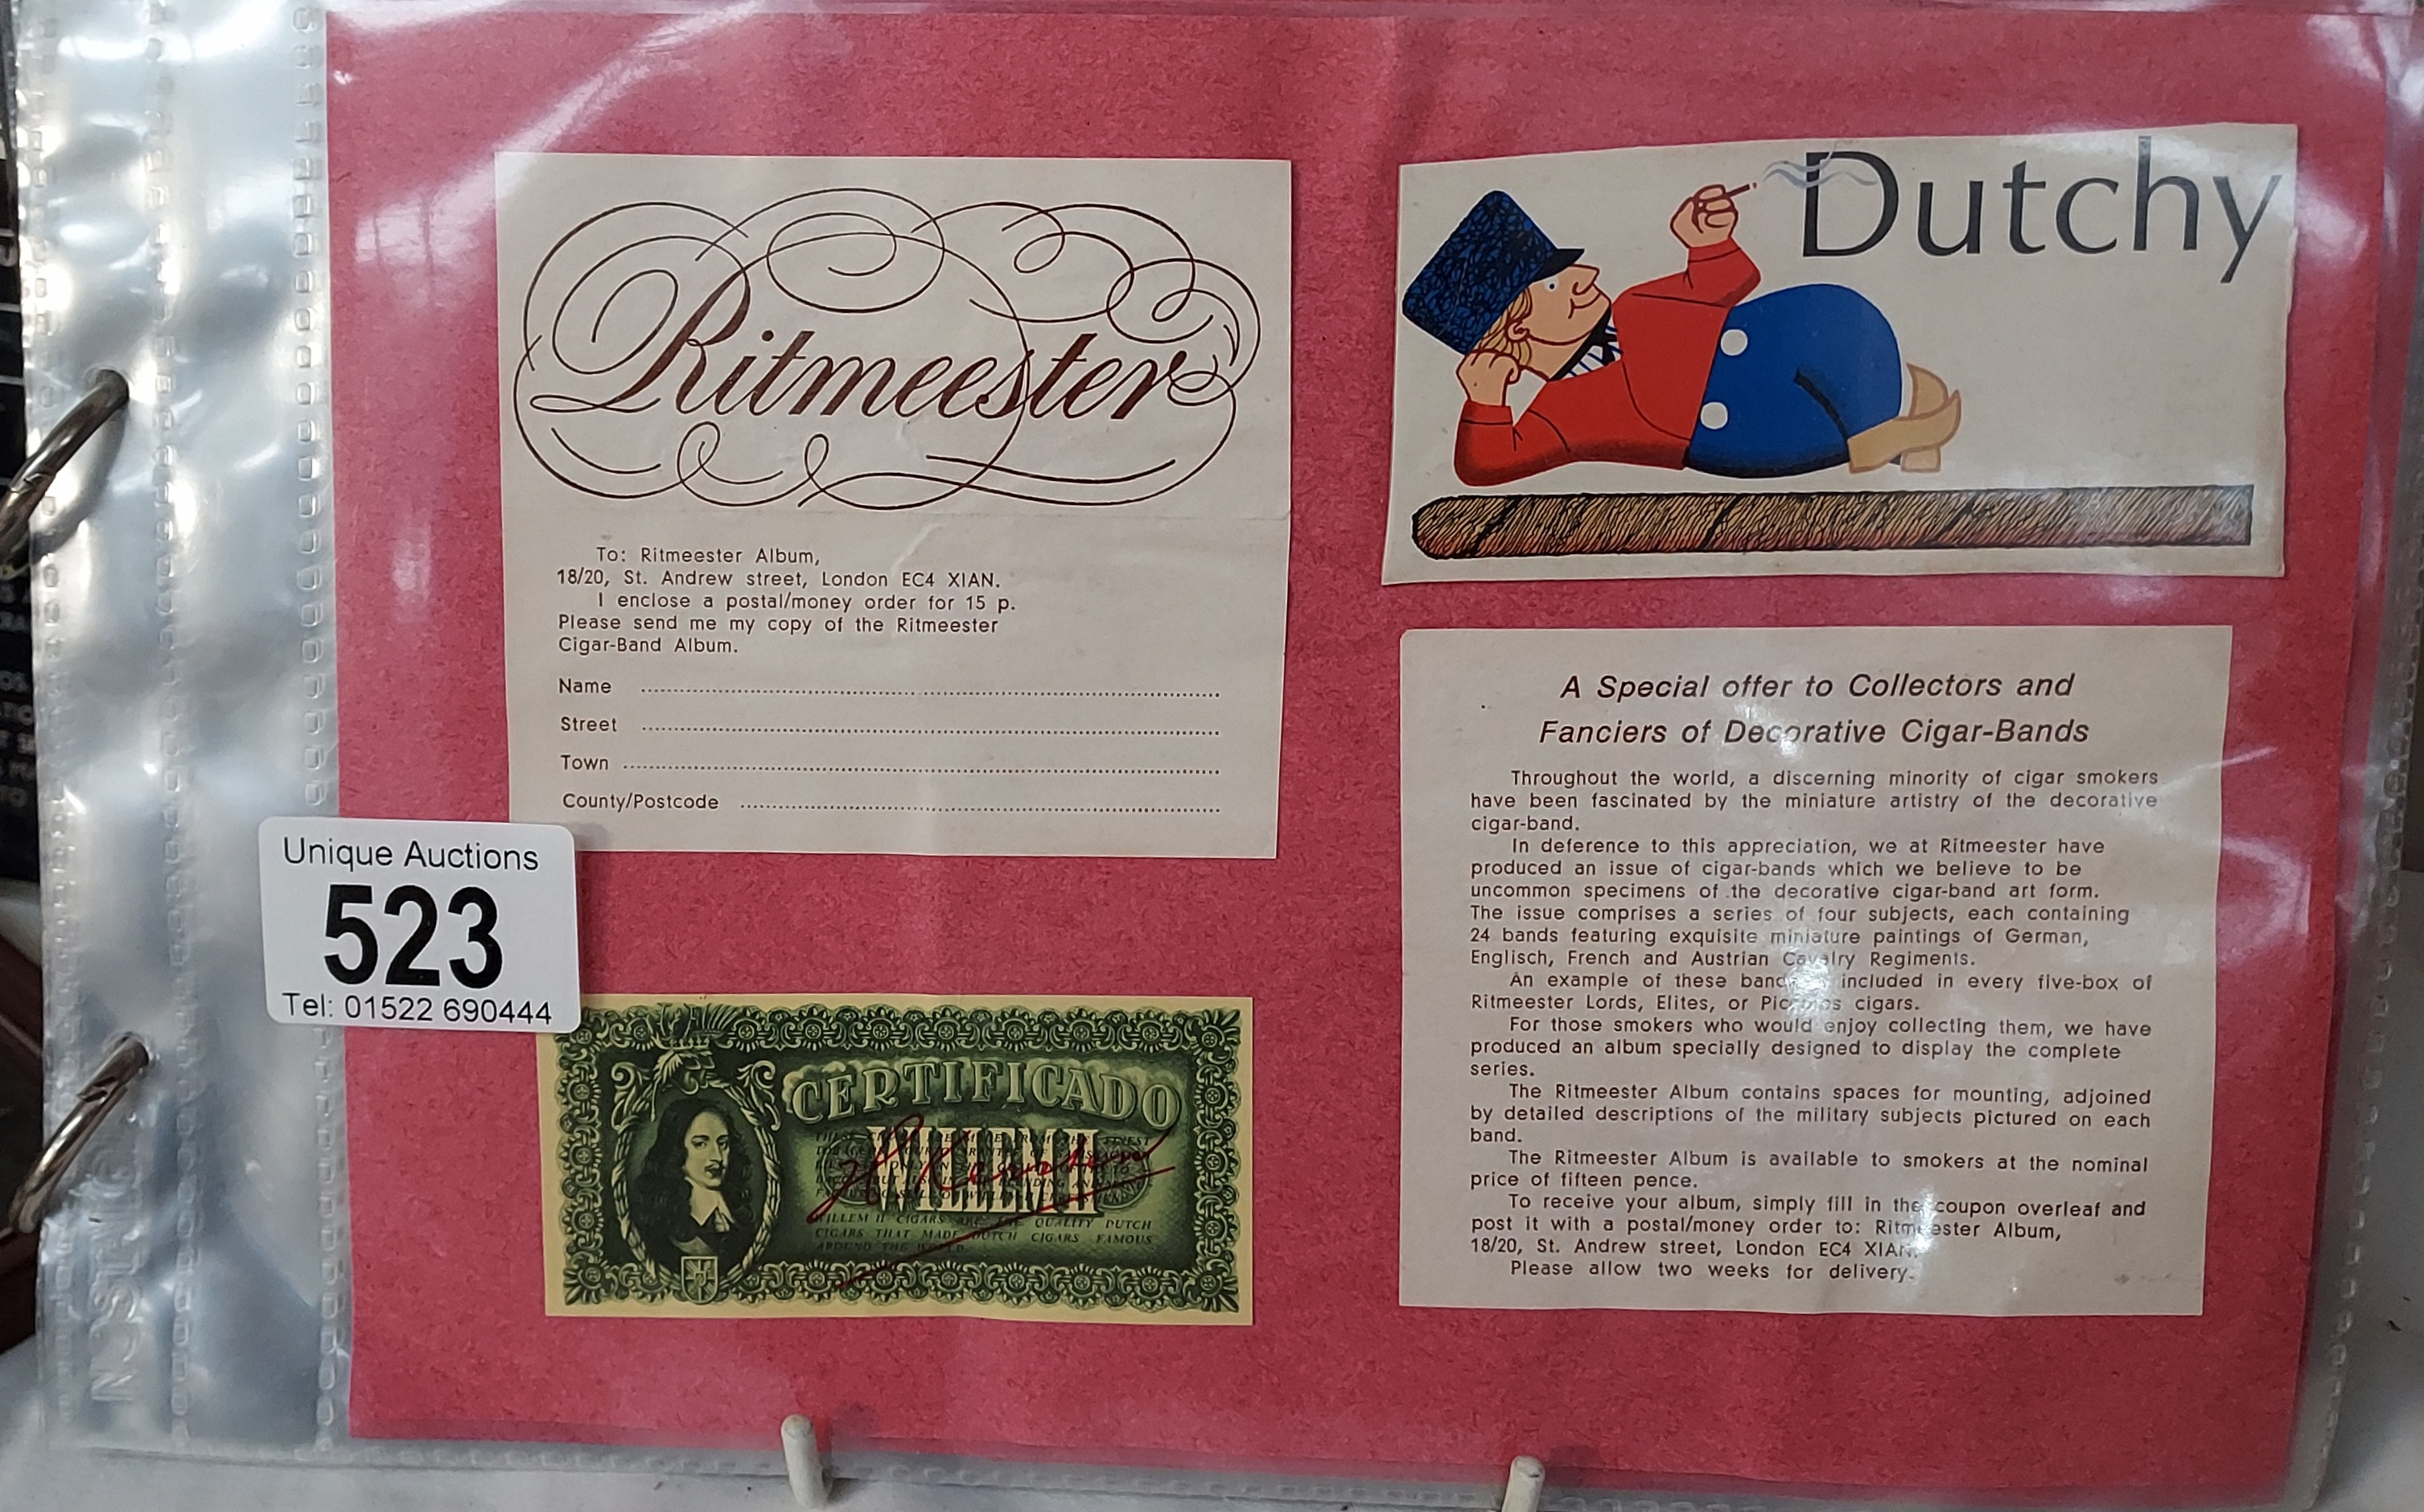 Ritmeester
To: Ritmeester Album,
18/20, St. Andrew street, London EC4 XIAN.
I enclose a postal/money order for 15 p.
Please send me my copy of the Ritmeester
Cigar-Band Album.
Name
Street
Town
County/Postcode
Dutchy
A Special offer to Collectors and
Fanciers of Decorative Cigar-Bands
Throughout the world, a discerning minority of cigar smokers
have been fascinated by the miniature artistry of the decorative
cigar-band.
In deference to this appreciation, we at Ritmeester have
produced an issue of cigar-bands which we believe to be
uncommon specimens of the decorative cigar-band art form.
The issue comprises a series of four subjects, each containing
24 bands featuring exquisite miniature paintings of German,
Englisch, French and Austrian Cavalry Regiments.
An example of these included in every five-box of
Ritmeester Lords, Elites, or cigars.
For those smokers who would enjoy collecting them, we have
produced an album specially designed to display the complete
series.
The Ritmeester Album contains spaces for mounting, adjoined
by detailed descriptions of the military subjects pictured on each
band.
The Ritmeester Album is available to smokers at the nominal
price of fifteen pence.
To receive your album, simply fill in the coupon overleaf and
post it with a postal/money order to: Ritmeester Album,
18/20, St. Andrew street, London EC4 XIAN.
Please allow two weeks for delivery.
Unique Auctions
523
Tel: 01522 690444
CERTIFICADO
WILLEM II
WILLEM II CIGARS ARE THE QUALITY DUTCH
CIGARS THAT MADE DUTCH CIGARS FAMOUS
AROUND THE WORLD.